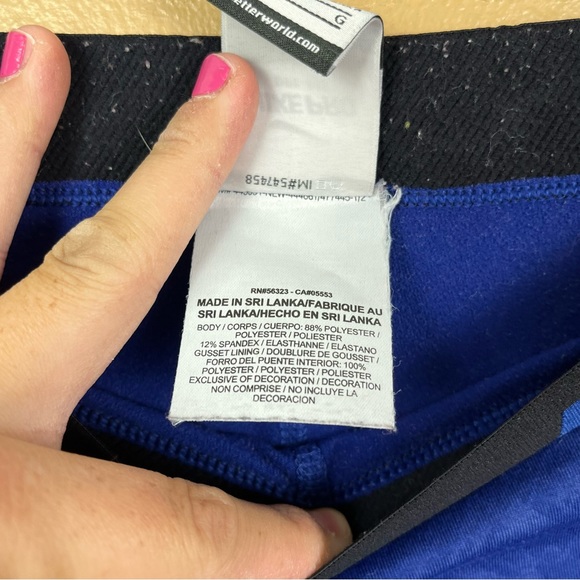 etterworld.com
G
IM#547458
RN#56323 - CA#05553
MADE IN SRI LANKA/FABRIQUE AU
SRI LANKA/HECHO EN SRI LANKA
BODY / CORPS / CUERPO: 88% POLYESTER /
POLYESTER / POLIESTER
12% SPANDEX / ELASTHANNE / ELASTANO
GUSSET LINING / DOUBLURE DE GOUSSET /
FORRO DEL PUENTE INTERIOR: 100%
POLYESTER / POLYESTER / POLIESTER
EXCLUSIVE OF DECORATION / DECORATION
NON COMPRISE / NO INCLUYE LA
DECORACION